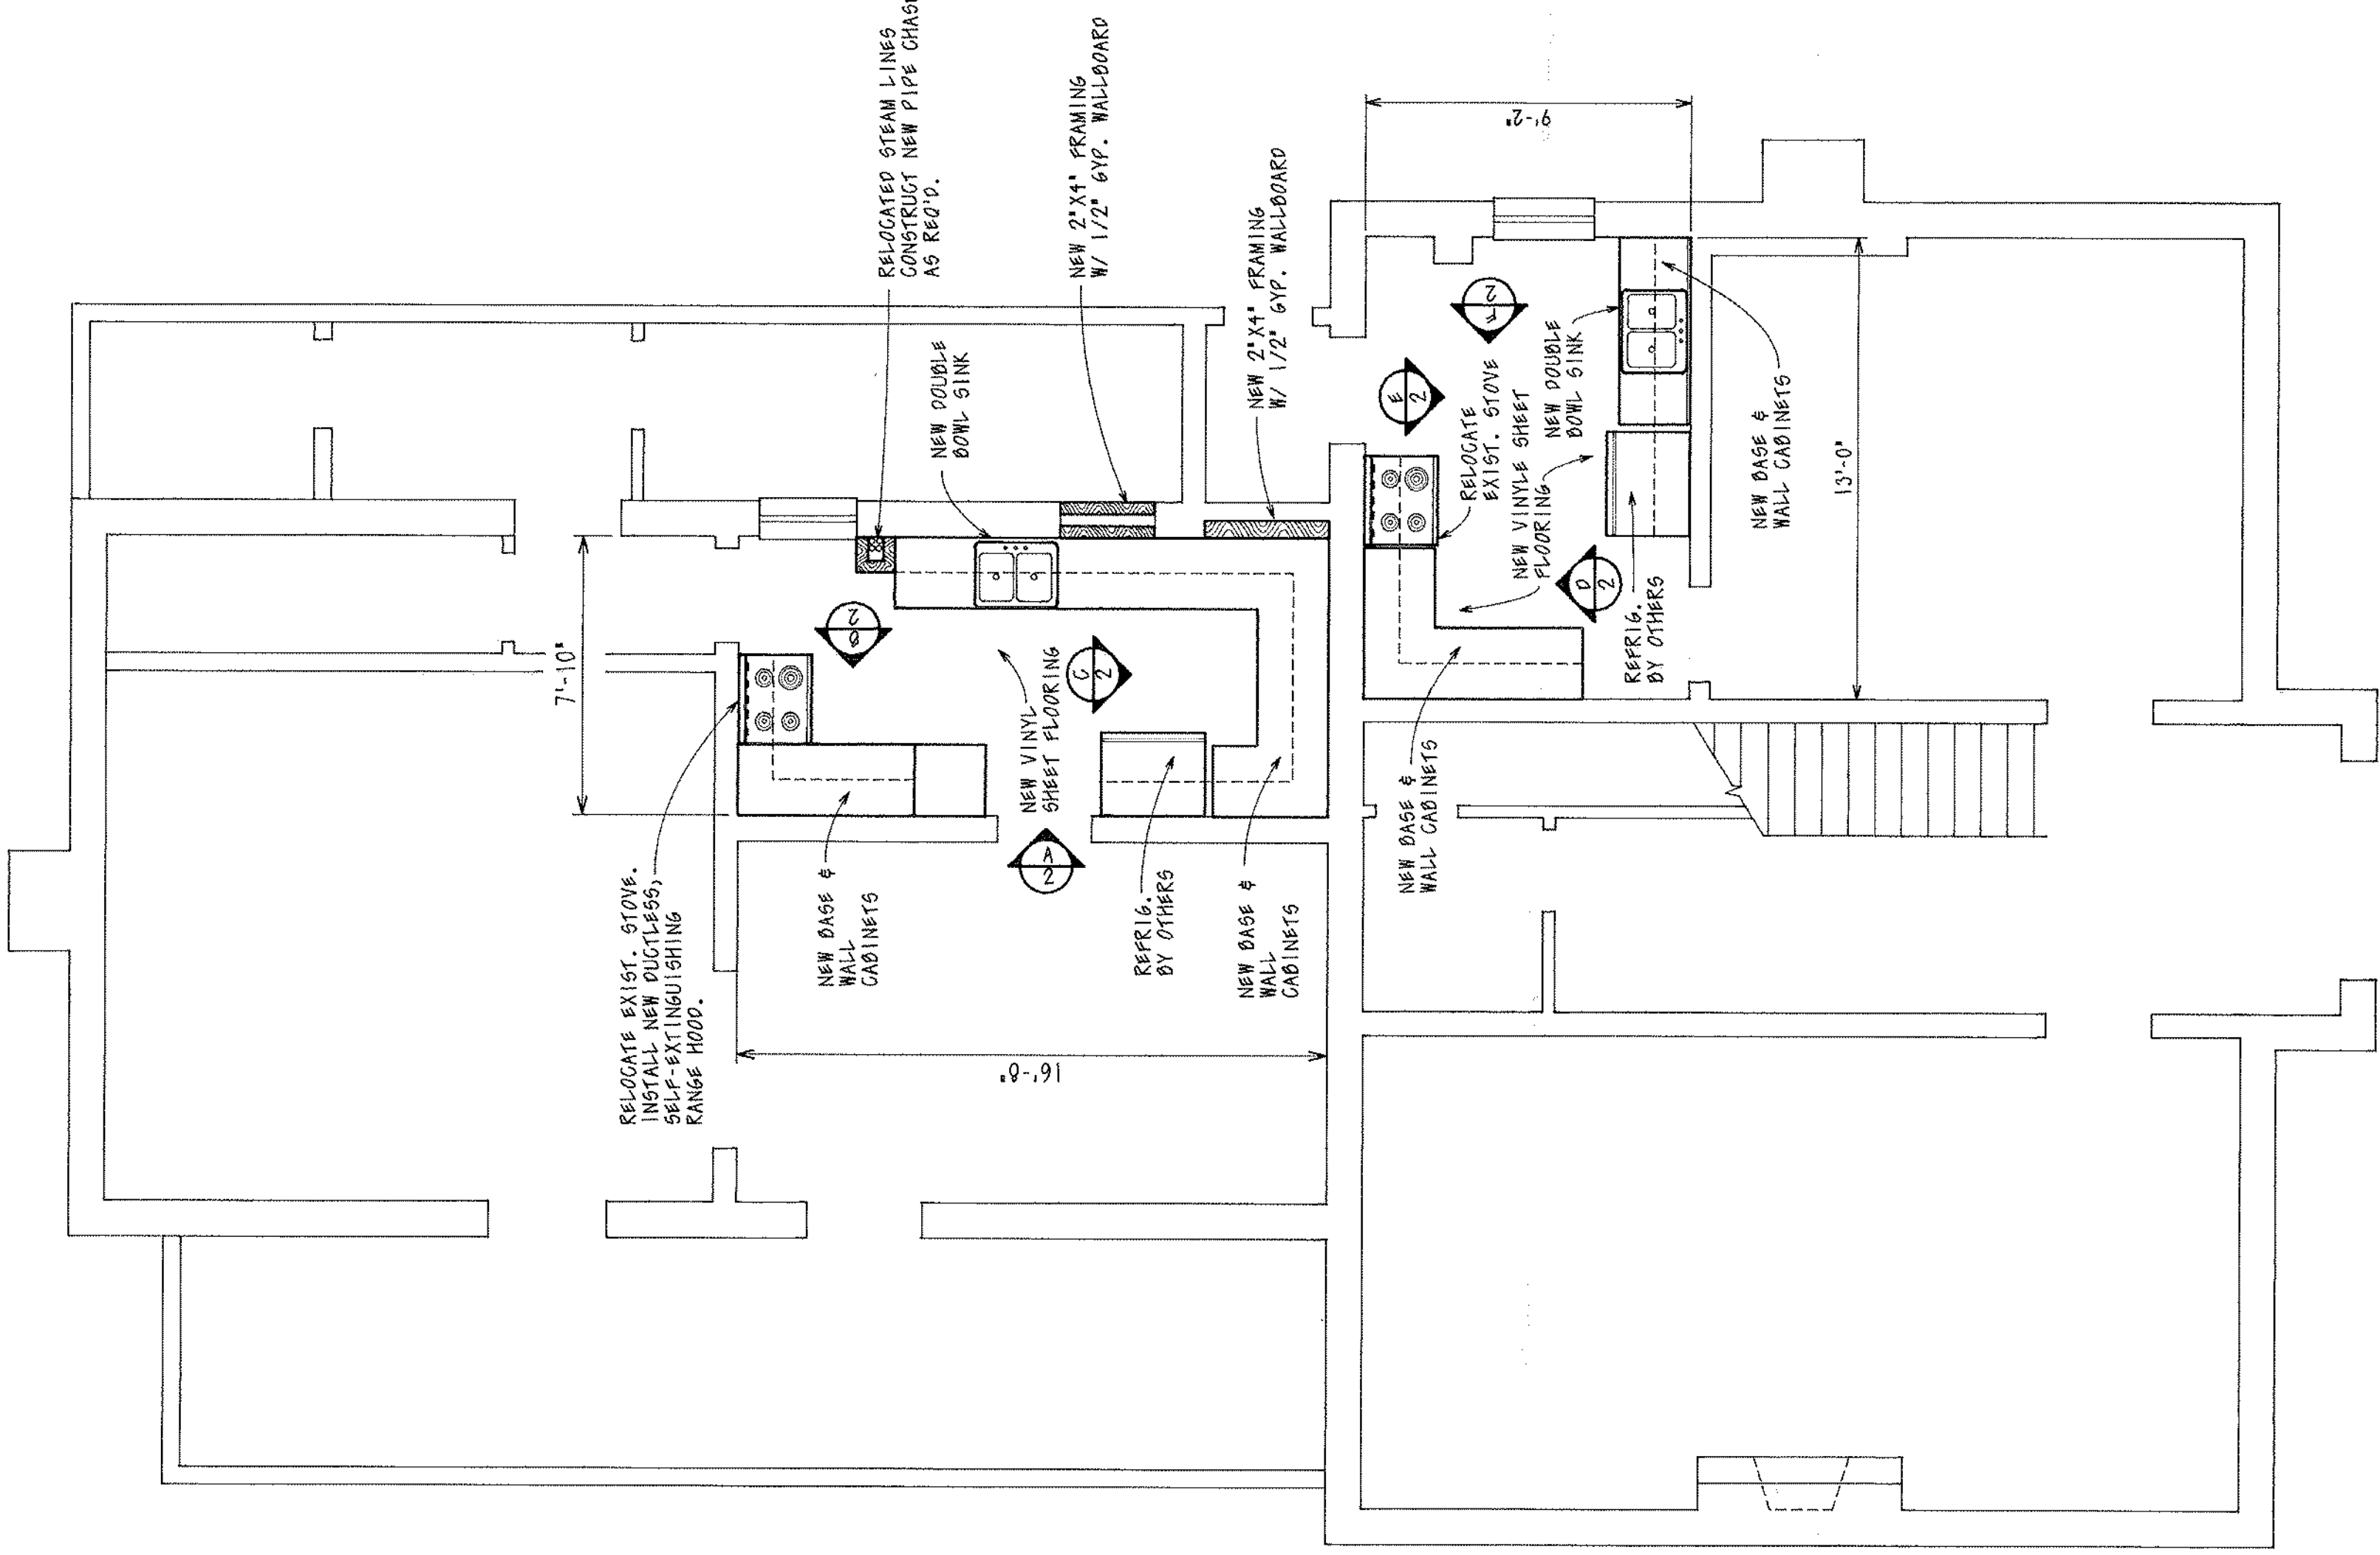 RELOCATED STEAM LINES
CONSTRUCT NEW PIPE CHASE
AS REQ'D.
NEW 2"X4" FRAMING
W/ 1/2" GYP. WALLBOARD
NEW 2"X4" FRAMING
W/ 1/2" GYP. WALLBOARD
NEW DOUBLE
BOWL SINK
9'-2"
7'-10"
B
2
C
2
A
2
NEW VINYL
SHEET FLOORING
RELOCATE EXIST. STOVE.
INSTALL NEW DUCTLESS,
SELF-EXTINGUISHING
RANGE HOOD.
NEW BASE &
WALL
CABINETS
REFRIG.
BY OTHERS
NEW BASE &
WALL
CABINETS
16'-8"
E
2
F
2
D
2
RELOCATE
EXIST. STOVE
NEW VINYLE SHEET
FLOORING
NEW DOUBLE
BOWL SINK
REFRIG.
BY OTHERS
NEW BASE &
WALL CABINETS
13'-0"
NEW BASE &
WALL CABINETS